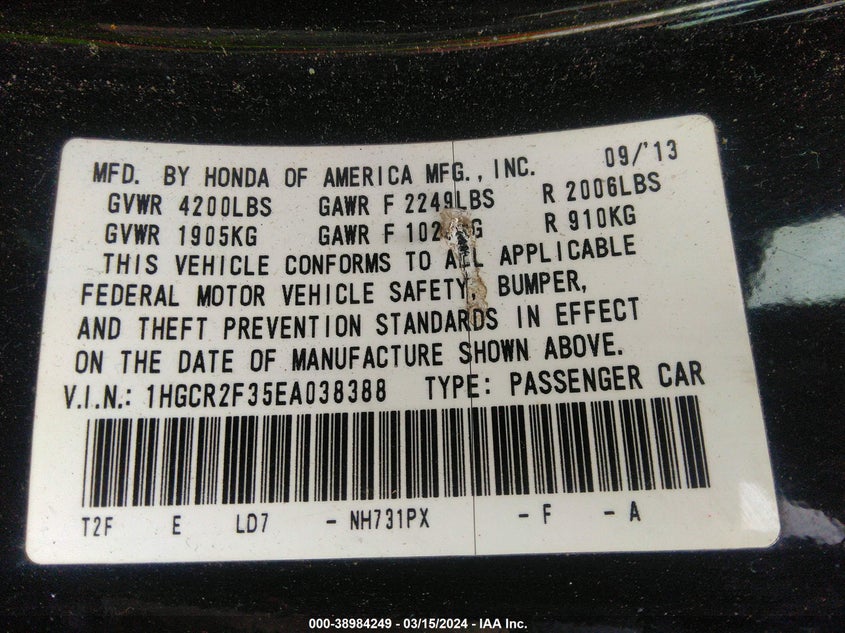 MFD. BY HONDA OF AMERICA MFG., INC. 09/'13
GVWR 4200LBS GAWR F 2249LBS R 2006LBS
GVWR 1905KG GAWR F R 910KG
THIS VEHICLE CONFORMS TO ALL APPLICABLE
FEDERAL MOTOR VEHICLE SAFETY, BUMPER,
AND THEFT PREVENTION STANDARDS IN EFFECT
ON THE DATE OF MANUFACTURE SHOWN ABOVE.
V.I.N.: 1HGCR2F35EA038388 TYPE: PASSENGER CAR
T2F E LD7 - NH731PX - F - A
000-38984249 - 03/15/2024 - IAA Inc.